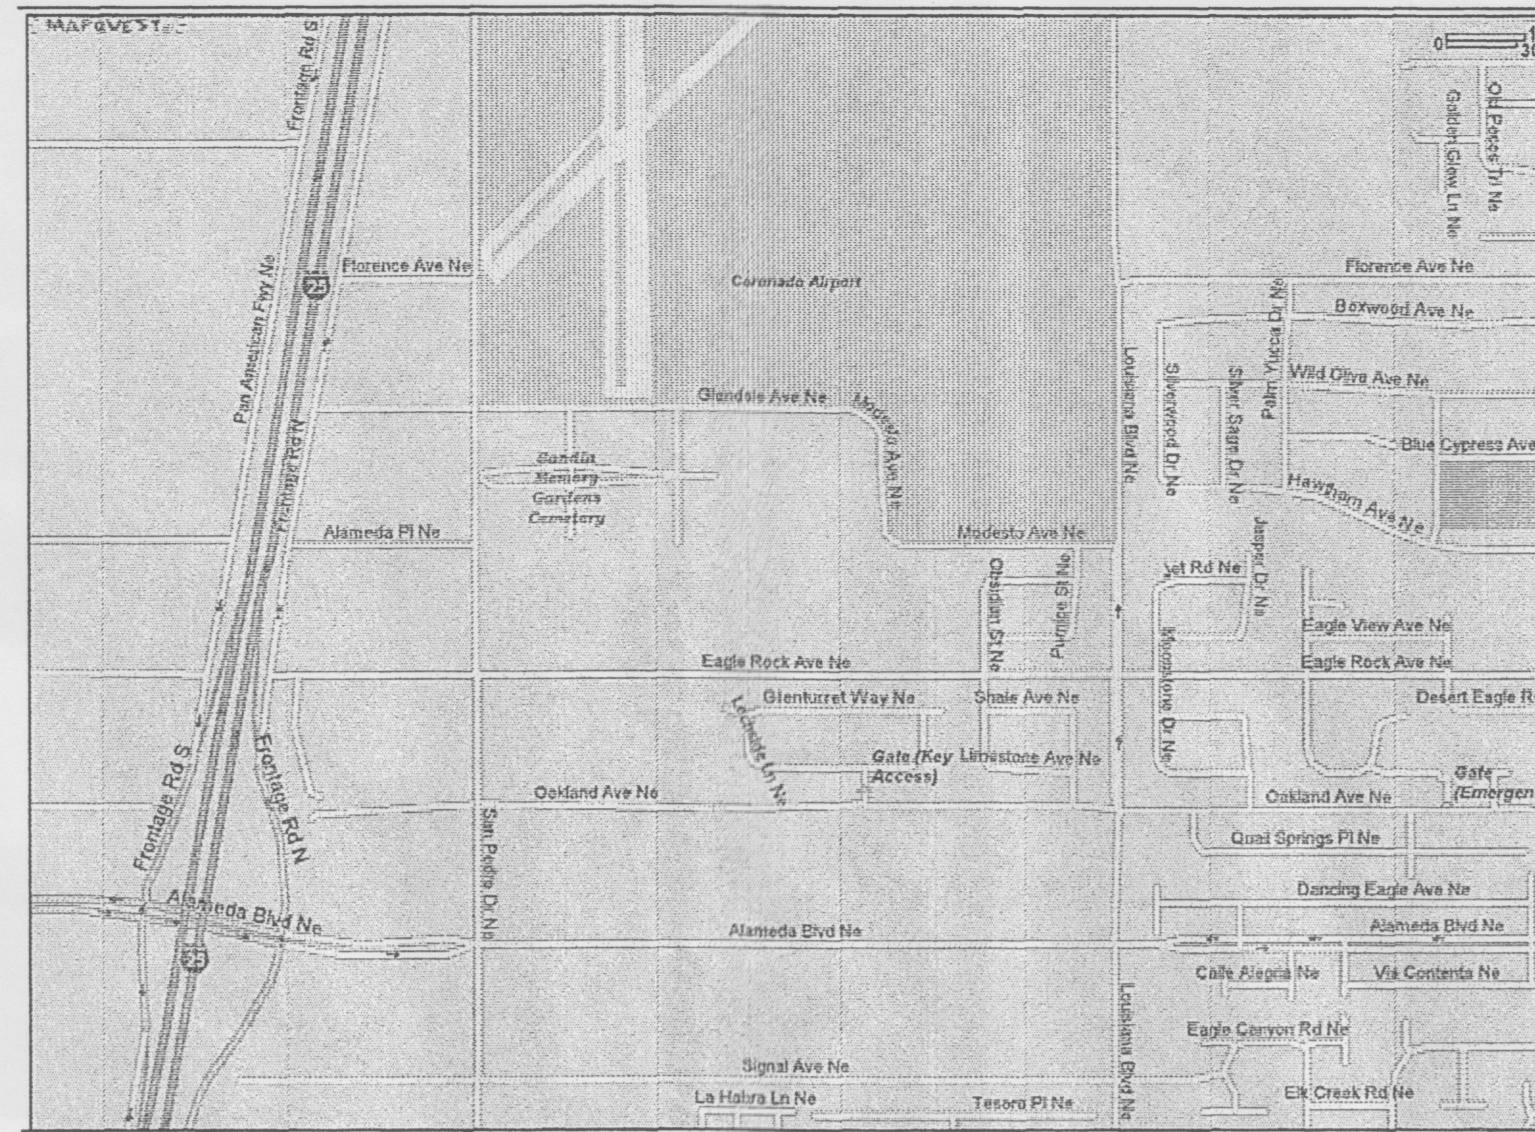 MAPQUEST
0
Frontage Rd S
Golden Glow Ln Ne
Old Pecos Trl Ne
Florence Ave Ne
Florence Ave Ne
25
Coronado Airport
Pan American Fwy Ne
Boxwood Ave Ne
Palm Yucca Dr Ne
Louisiana Blvd Ne
Silverwood Dr Ne
Silver Sage Dr Ne
Wild Olive Ave Ne
Glendale Ave Ne
Modesto Ave Ne
Frontage Rd N
Blue Cypress Ave
Sandia
Memory
Gardens
Cemetary
Hawthorn Ave Ne
Alameda Pl Ne
Modesto Ave Ne
Jasper Dr Ne
Obsidian St Ne
Pumice St Ne
Jet Rd Ne
Eagle View Ave Ne
Moonstone Dr Ne
Eagle Rock Ave Ne
Eagle Rock Ave Ne
Glenturret Way Ne
Shale Ave Ne
Desert Eagle R
Lochside Ln Ne
Frontage Rd S
Frontage Rd N
Gate (Key
Access)
Limestone Ave Ne
Gate
(Emergen
Oakland Ave Ne
Oakland Ave Ne
San Pedro Dr Ne
Quail Springs Pl Ne
Dancing Eagle Ave Ne
Alameda Blvd Ne
Alameda Blvd Ne
Alameda Blvd Ne
Calle Alegria Ne
Via Contenta Ne
Louisiana Blvd Ne
Eagle Canyon Rd Ne
Signal Ave Ne
La Habra Ln Ne
Tesoro Pl Ne
Elk Creek Rd Ne